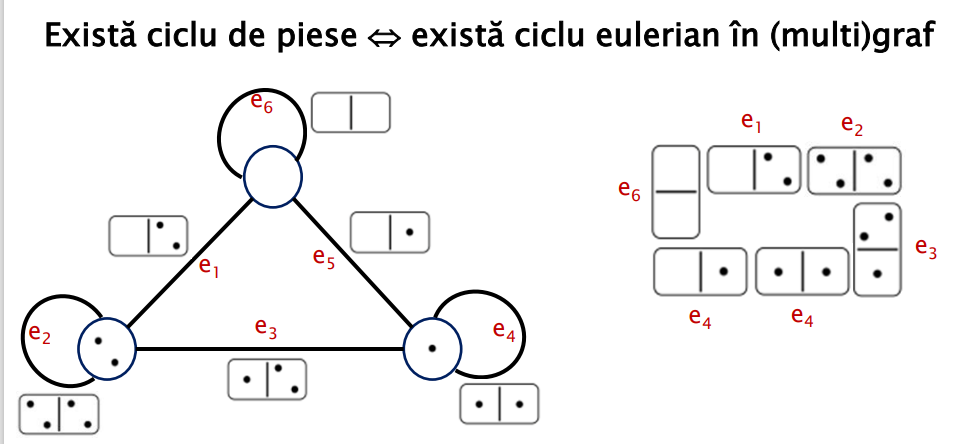 Există ciclu de piese ⇔ există ciclu eulerian în (multi)graf
e6
e1
e2
e6
e1
e5
e3
e2
e3
e4
e4
e4